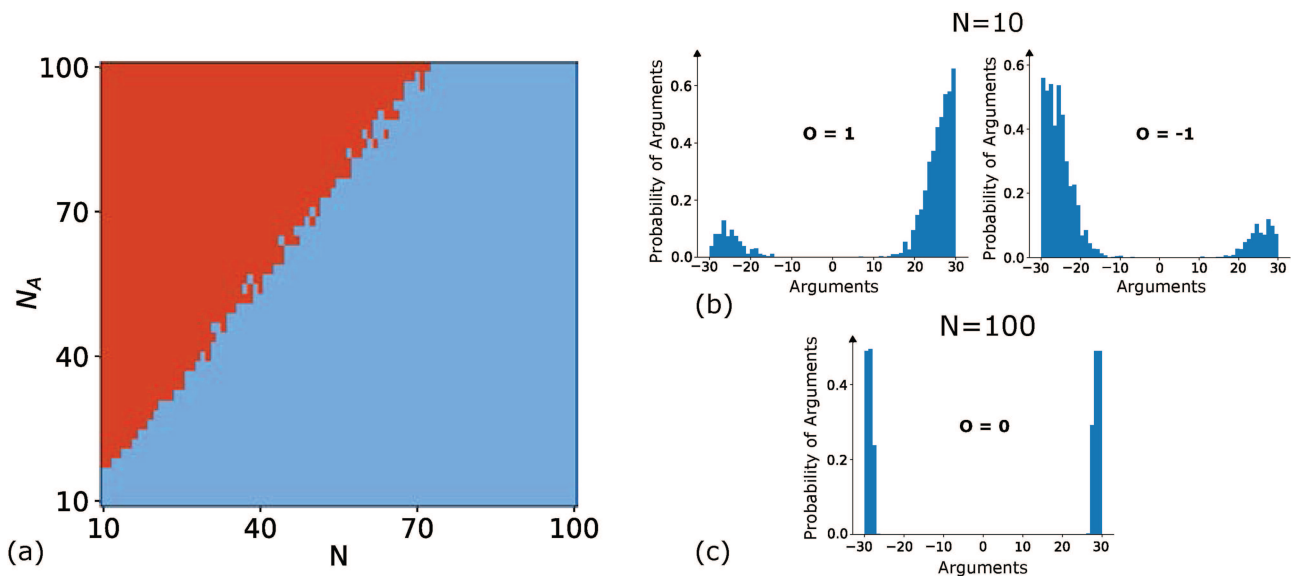 100
70
40
10
N_A
10 40 70 100
N
(a)
N=10
Probability of Arguments
0.6
0.4
0.2
0.0
O = 1
−30 −20 −10 0 10 20 30
Arguments
Probability of Arguments
0.6
0.4
0.2
0.0
O = -1
−30 −20 −10 0 10 20 30
Arguments
(b)
N=100
Probability of Arguments
0.4
0.2
0.0
O = 0
−30 −20 −10 0 10 20 30
Arguments
(c)